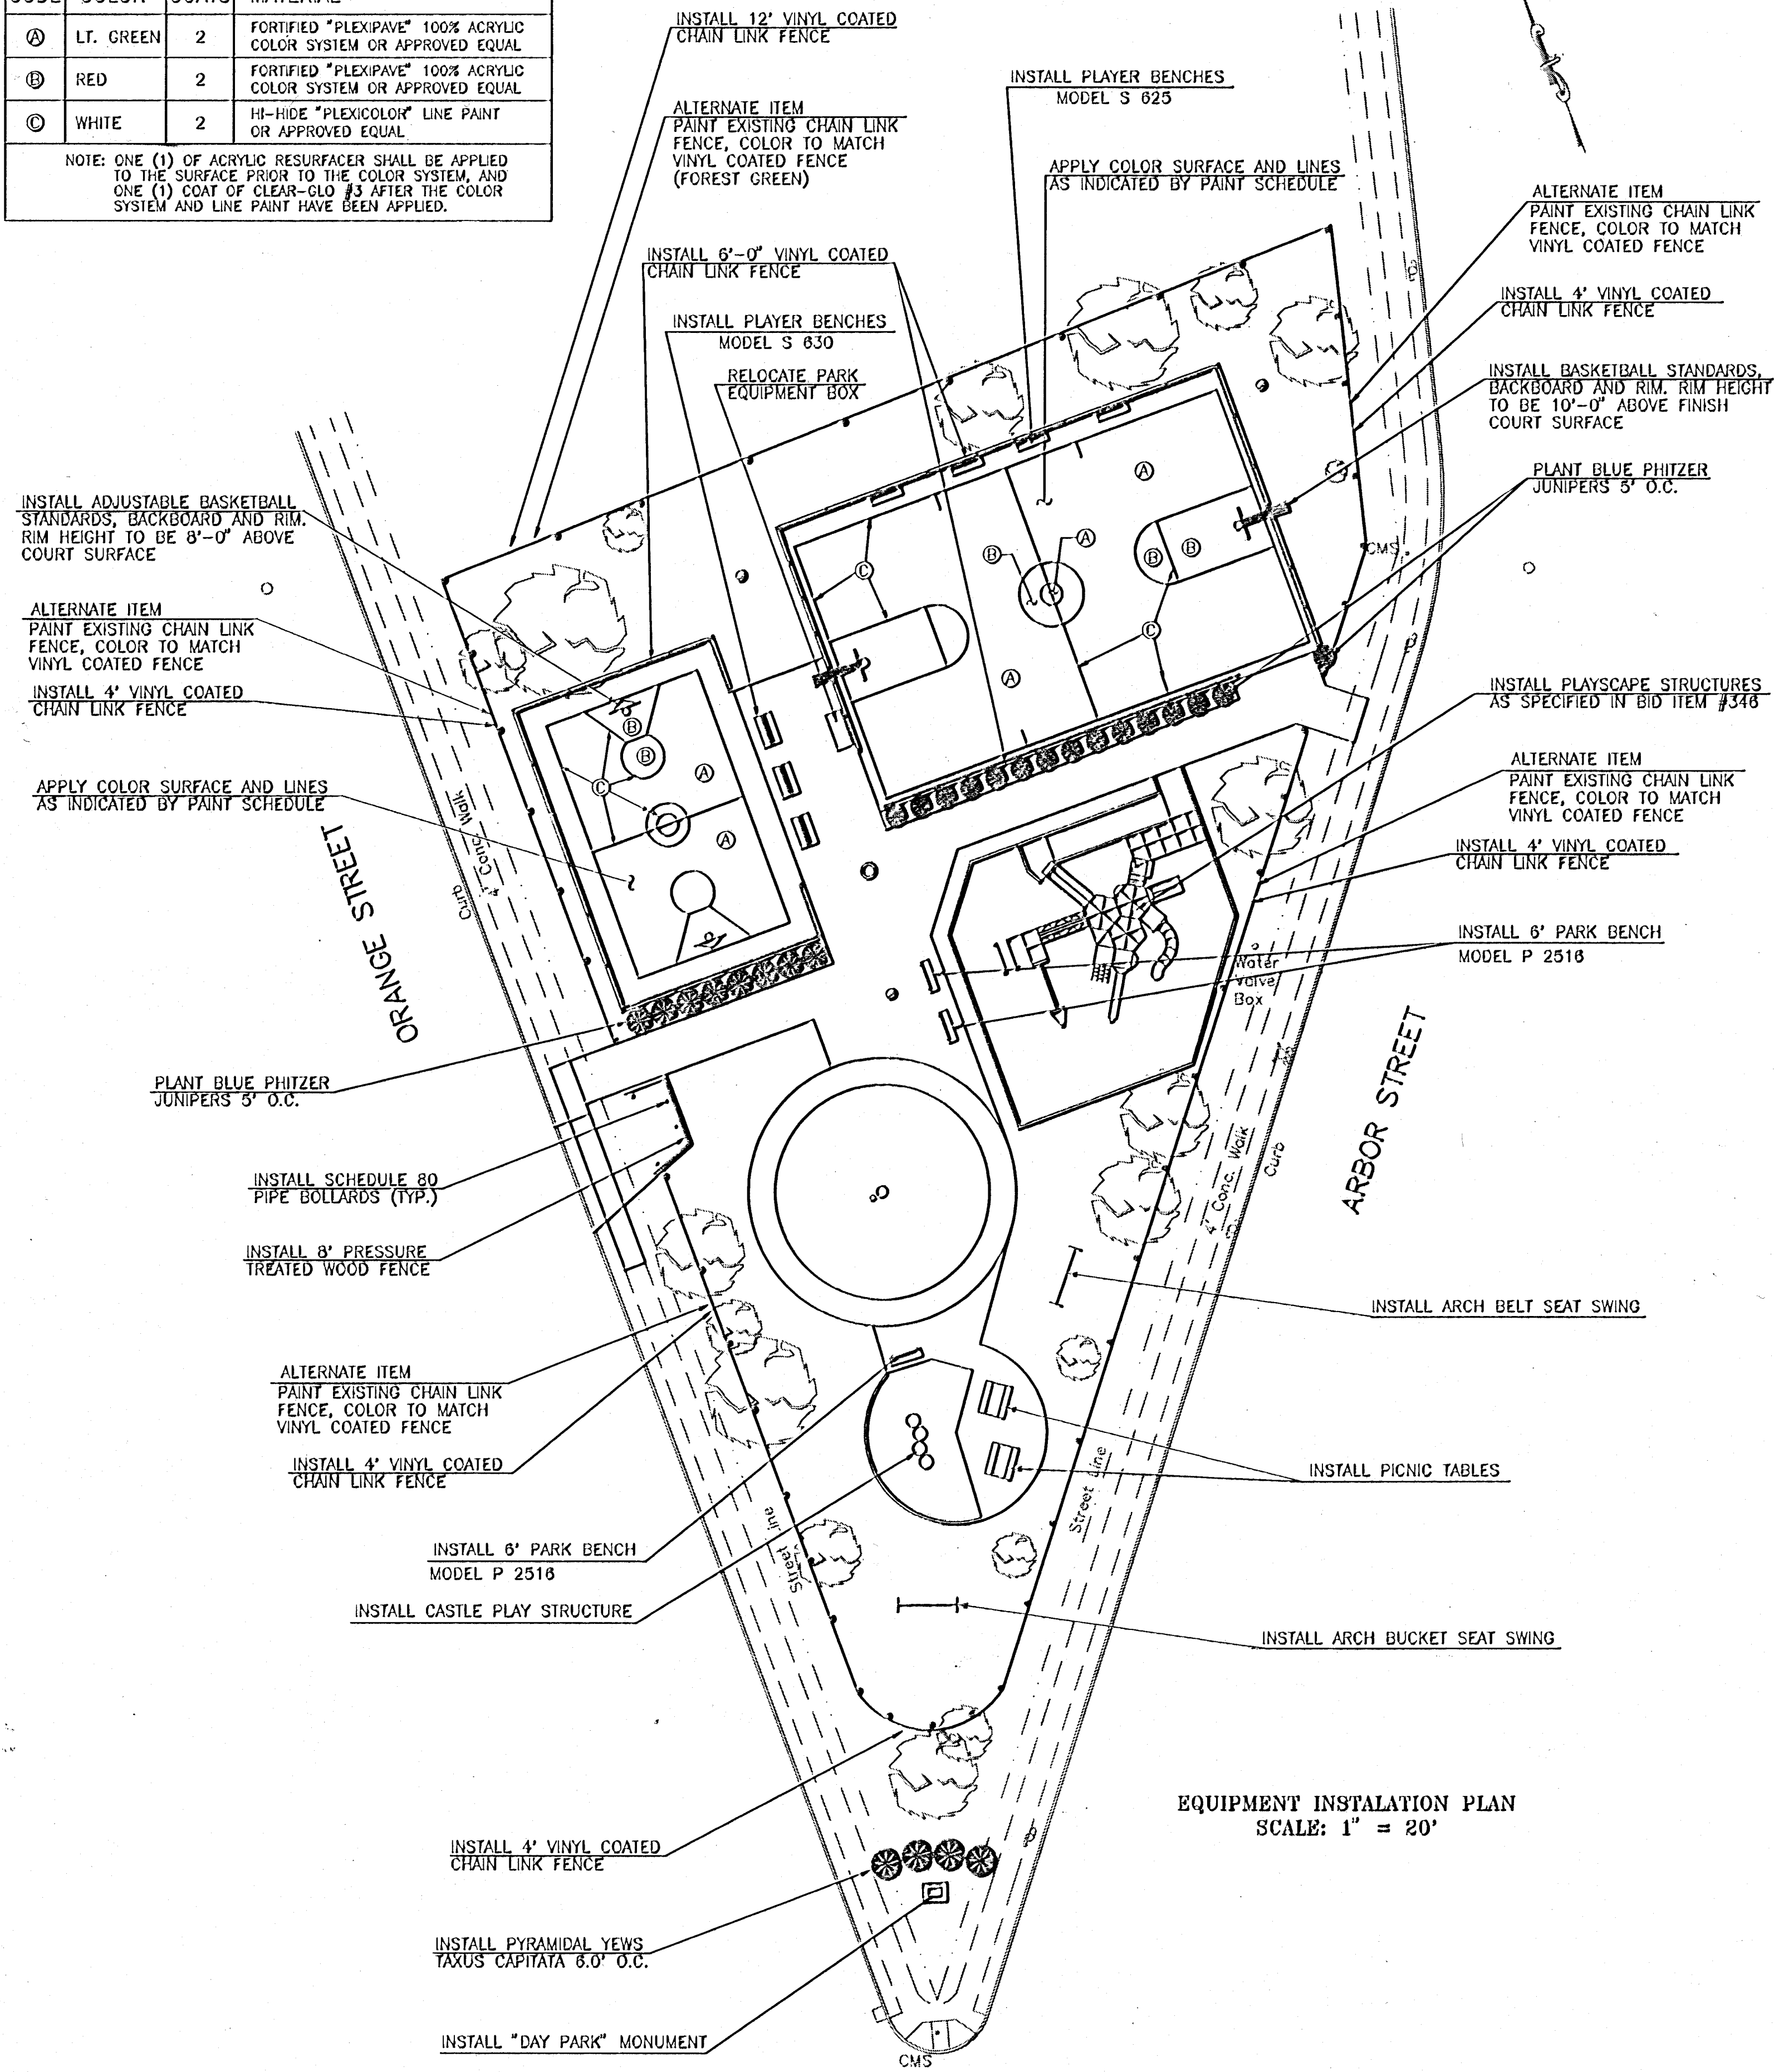 CODE COLOR COATS MATERIAL
Ⓐ LT. GREEN 2 FORTIFIED "PLEXIPAVE" 100% ACRYLIC
COLOR SYSTEM OR APPROVED EQUAL
Ⓑ RED 2 FORTIFIED "PLEXIPAVE" 100% ACRYLIC
COLOR SYSTEM OR APPROVED EQUAL
Ⓒ WHITE 2 HI-HIDE "PLEXICOLOR" LINE PAINT
OR APPROVED EQUAL
NOTE: ONE (1) OF ACRYLIC RESURFACER SHALL BE APPLIED
TO THE SURFACE PRIOR TO THE COLOR SYSTEM, AND
ONE (1) COAT OF CLEAR-GLO #3 AFTER THE COLOR
SYSTEM AND LINE PAINT HAVE BEEN APPLIED.
INSTALL 12' VINYL COATED
CHAIN LINK FENCE
ALTERNATE ITEM
PAINT EXISTING CHAIN LINK
FENCE, COLOR TO MATCH
VINYL COATED FENCE
(FOREST GREEN)
INSTALL PLAYER BENCHES
MODEL S 625
APPLY COLOR SURFACE AND LINES
AS INDICATED BY PAINT SCHEDULE
ALTERNATE ITEM
PAINT EXISTING CHAIN LINK
FENCE, COLOR TO MATCH
VINYL COATED FENCE
INSTALL 6'-0" VINYL COATED
CHAIN LINK FENCE
INSTALL 4' VINYL COATED
CHAIN LINK FENCE
INSTALL PLAYER BENCHES
MODEL S 630
RELOCATE PARK
EQUIPMENT BOX
INSTALL BASKETBALL STANDARDS,
BACKBOARD AND RIM. RIM HEIGHT
TO BE 10'-0" ABOVE FINISH
COURT SURFACE
PLANT BLUE PHITZER
JUNIPERS 5' O.C.
INSTALL ADJUSTABLE BASKETBALL
STANDARDS, BACKBOARD AND RIM.
RIM HEIGHT TO BE 8'-0" ABOVE
COURT SURFACE
Ⓐ
Ⓑ
Ⓐ
Ⓑ
Ⓑ
Ⓒ
Ⓒ
Ⓐ
CMS
ALTERNATE ITEM
PAINT EXISTING CHAIN LINK
FENCE, COLOR TO MATCH
VINYL COATED FENCE
INSTALL 4' VINYL COATED
CHAIN LINK FENCE
INSTALL PLAYSCAPE STRUCTURES
AS SPECIFIED IN BID ITEM #346
Ⓑ
Ⓑ
Ⓐ
Ⓒ
Ⓐ
APPLY COLOR SURFACE AND LINES
AS INDICATED BY PAINT SCHEDULE
ALTERNATE ITEM
PAINT EXISTING CHAIN LINK
FENCE, COLOR TO MATCH
VINYL COATED FENCE
INSTALL 4' VINYL COATED
CHAIN LINK FENCE
ORANGE STREET
Curb
4' Conc. Walk
INSTALL 6' PARK BENCH
MODEL P 2516
Water
Valve
Box
ARBOR STREET
PLANT BLUE PHITZER
JUNIPERS 5' O.C.
4' Conc. Walk
Curb
INSTALL SCHEDULE 80
PIPE BOLLARDS (TYP.)
INSTALL 8' PRESSURE
TREATED WOOD FENCE
INSTALL ARCH BELT SEAT SWING
ALTERNATE ITEM
PAINT EXISTING CHAIN LINK
FENCE, COLOR TO MATCH
VINYL COATED FENCE
INSTALL 4' VINYL COATED
CHAIN LINK FENCE
INSTALL PICNIC TABLES
Street Line
Street Line
INSTALL 6' PARK BENCH
MODEL P 2516
INSTALL CASTLE PLAY STRUCTURE
INSTALL ARCH BUCKET SEAT SWING
EQUIPMENT INSTALATION PLAN
SCALE: 1" = 20'
INSTALL 4' VINYL COATED
CHAIN LINK FENCE
INSTALL PYRAMIDAL YEWS
TAXUS CAPITATA 6.0' O.C.
INSTALL "DAY PARK" MONUMENT
CMS